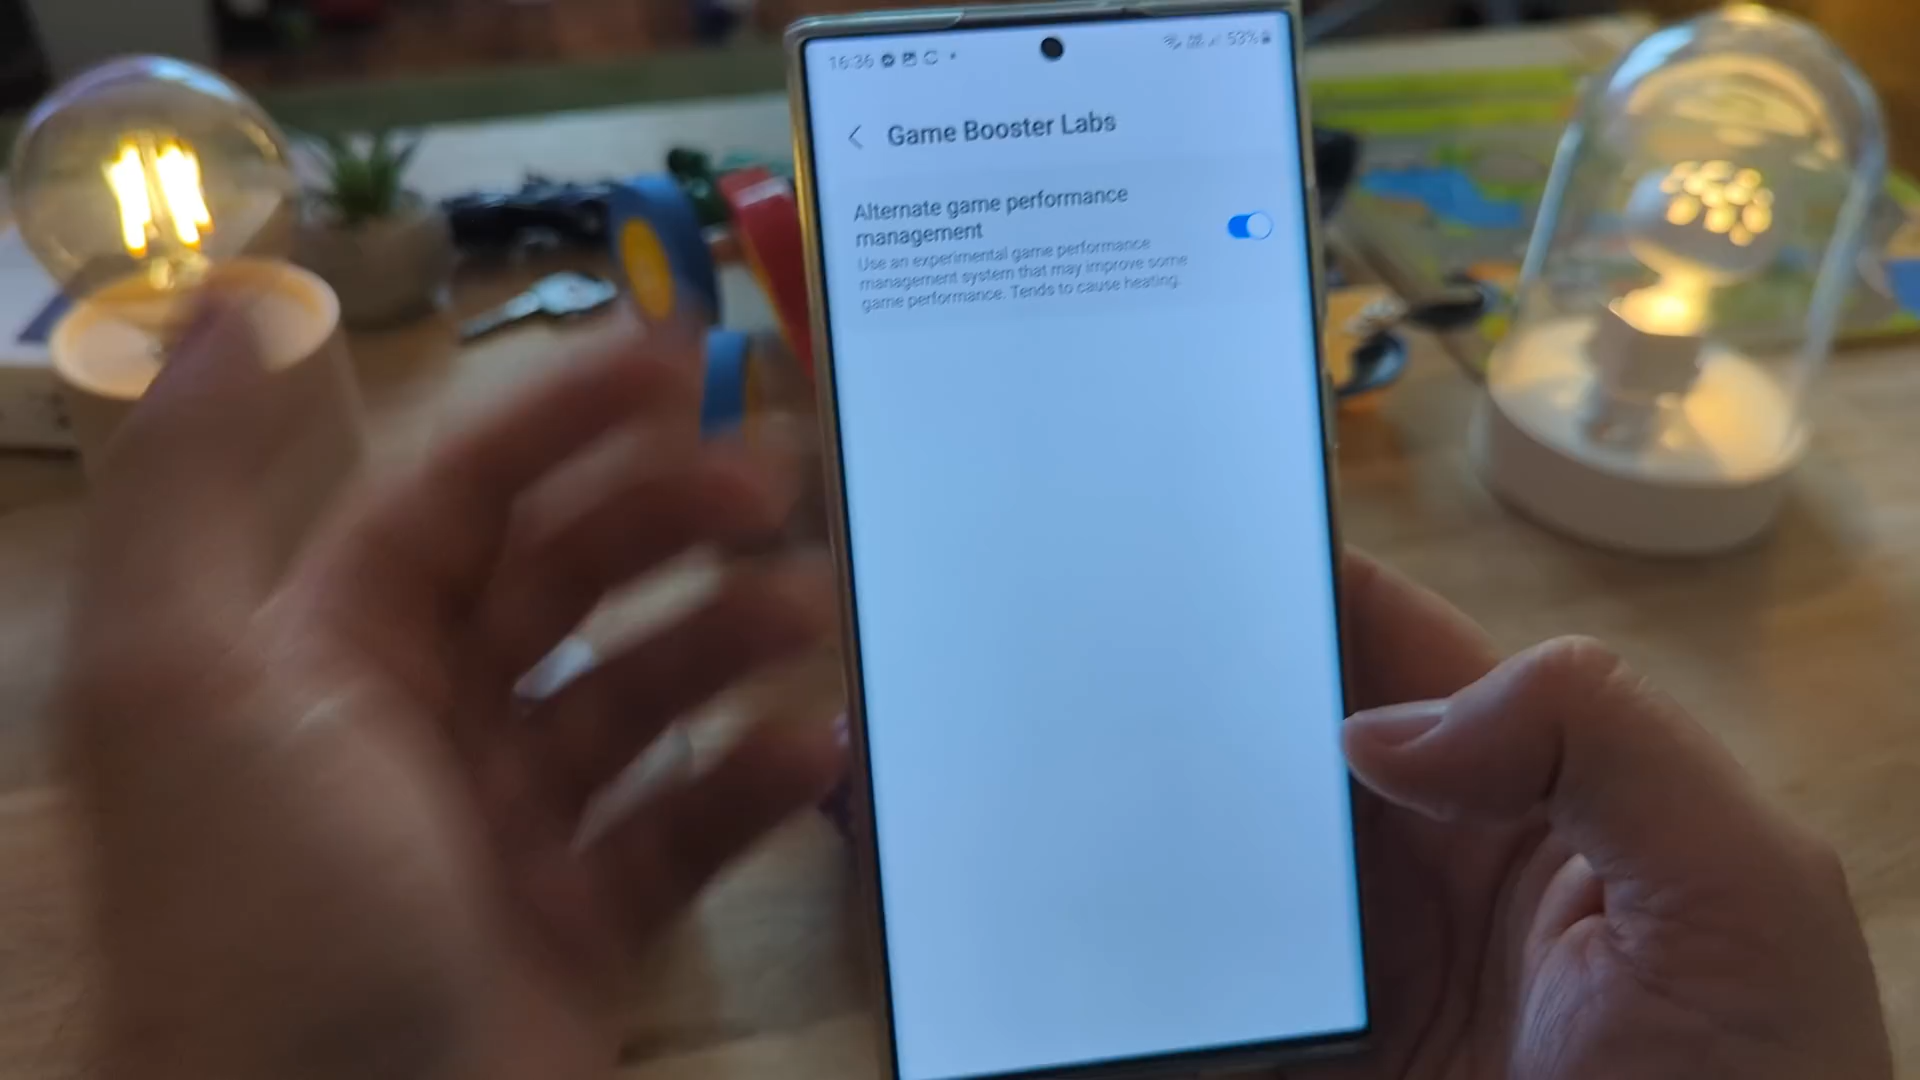 16:36
53%
Game Booster Labs
Alternate game performance
management
Use an experimental game performance
management system that may improve some
game performance. Tends to cause heating.